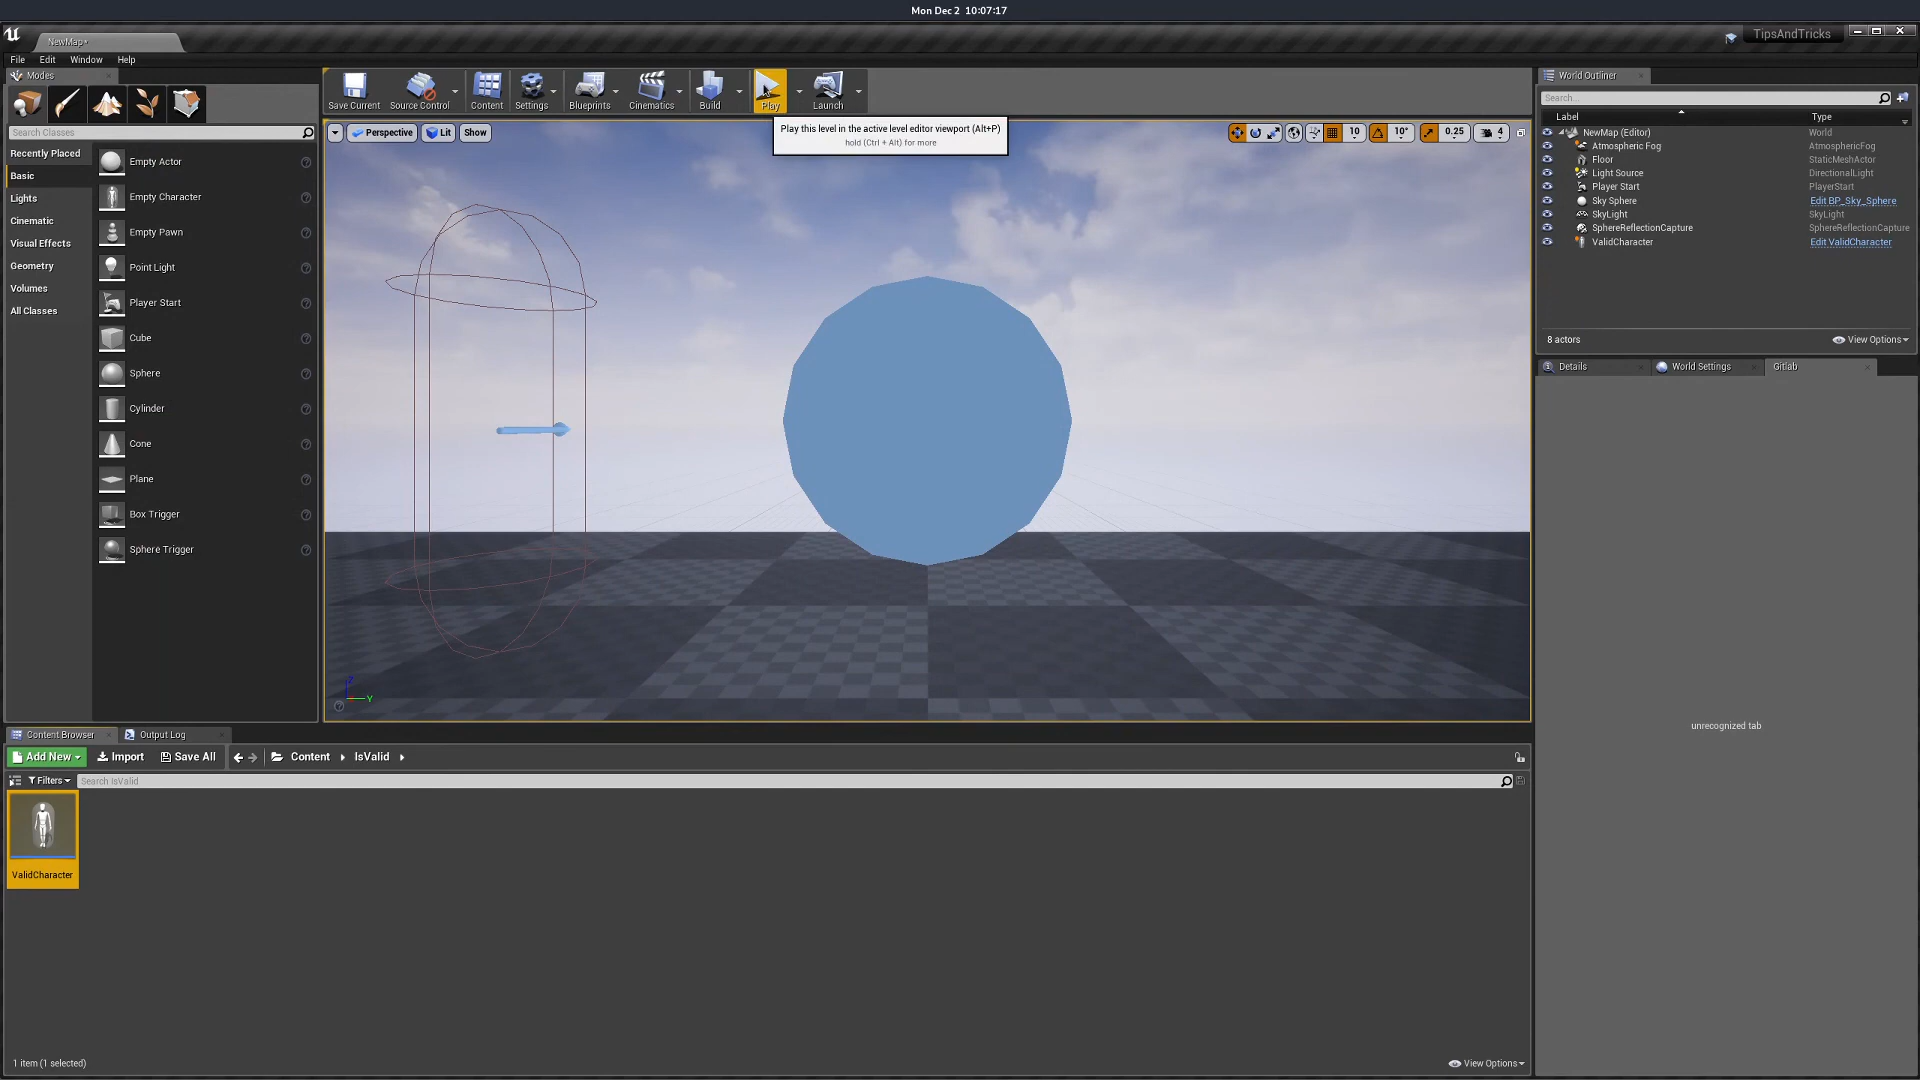 Mon Dec 2 10:07:17
NewMap*
TipsAndTricks
File Edit Window Help
Modes
Search Classes
Recently Placed
Basic
Lights
Cinematic
Visual Effects
Geometry
Volumes
All Classes
Empty Actor
Empty Character
Empty Pawn
Point Light
Player Start
Cube
Sphere
Cylinder
Cone
Plane
Box Trigger
Sphere Trigger
Save Current Source Control Content Settings Blueprints Cinematics Build Play Launch
Play this level in the active level editor viewport (Alt+P)
hold (Ctrl + Alt) for more
Perspective Lit Show
10 10° 0.25 4
Z
Y
World Outliner
Search...
Label Type
NewMap (Editor) World
Atmospheric Fog AtmosphericFog
Floor StaticMeshActor
Light Source DirectionalLight
Player Start PlayerStart
Sky Sphere Edit BP_Sky_Sphere
SkyLight SkyLight
SphereReflectionCapture SphereReflectionCapture
ValidCharacter Edit ValidCharacter
8 actors View Options
Details World Settings Gitlab
unrecognized tab
Content Browser Output Log
Add New Import Save All Content IsValid
Filters Search IsValid
ValidCharacter
1 item (1 selected) View Options